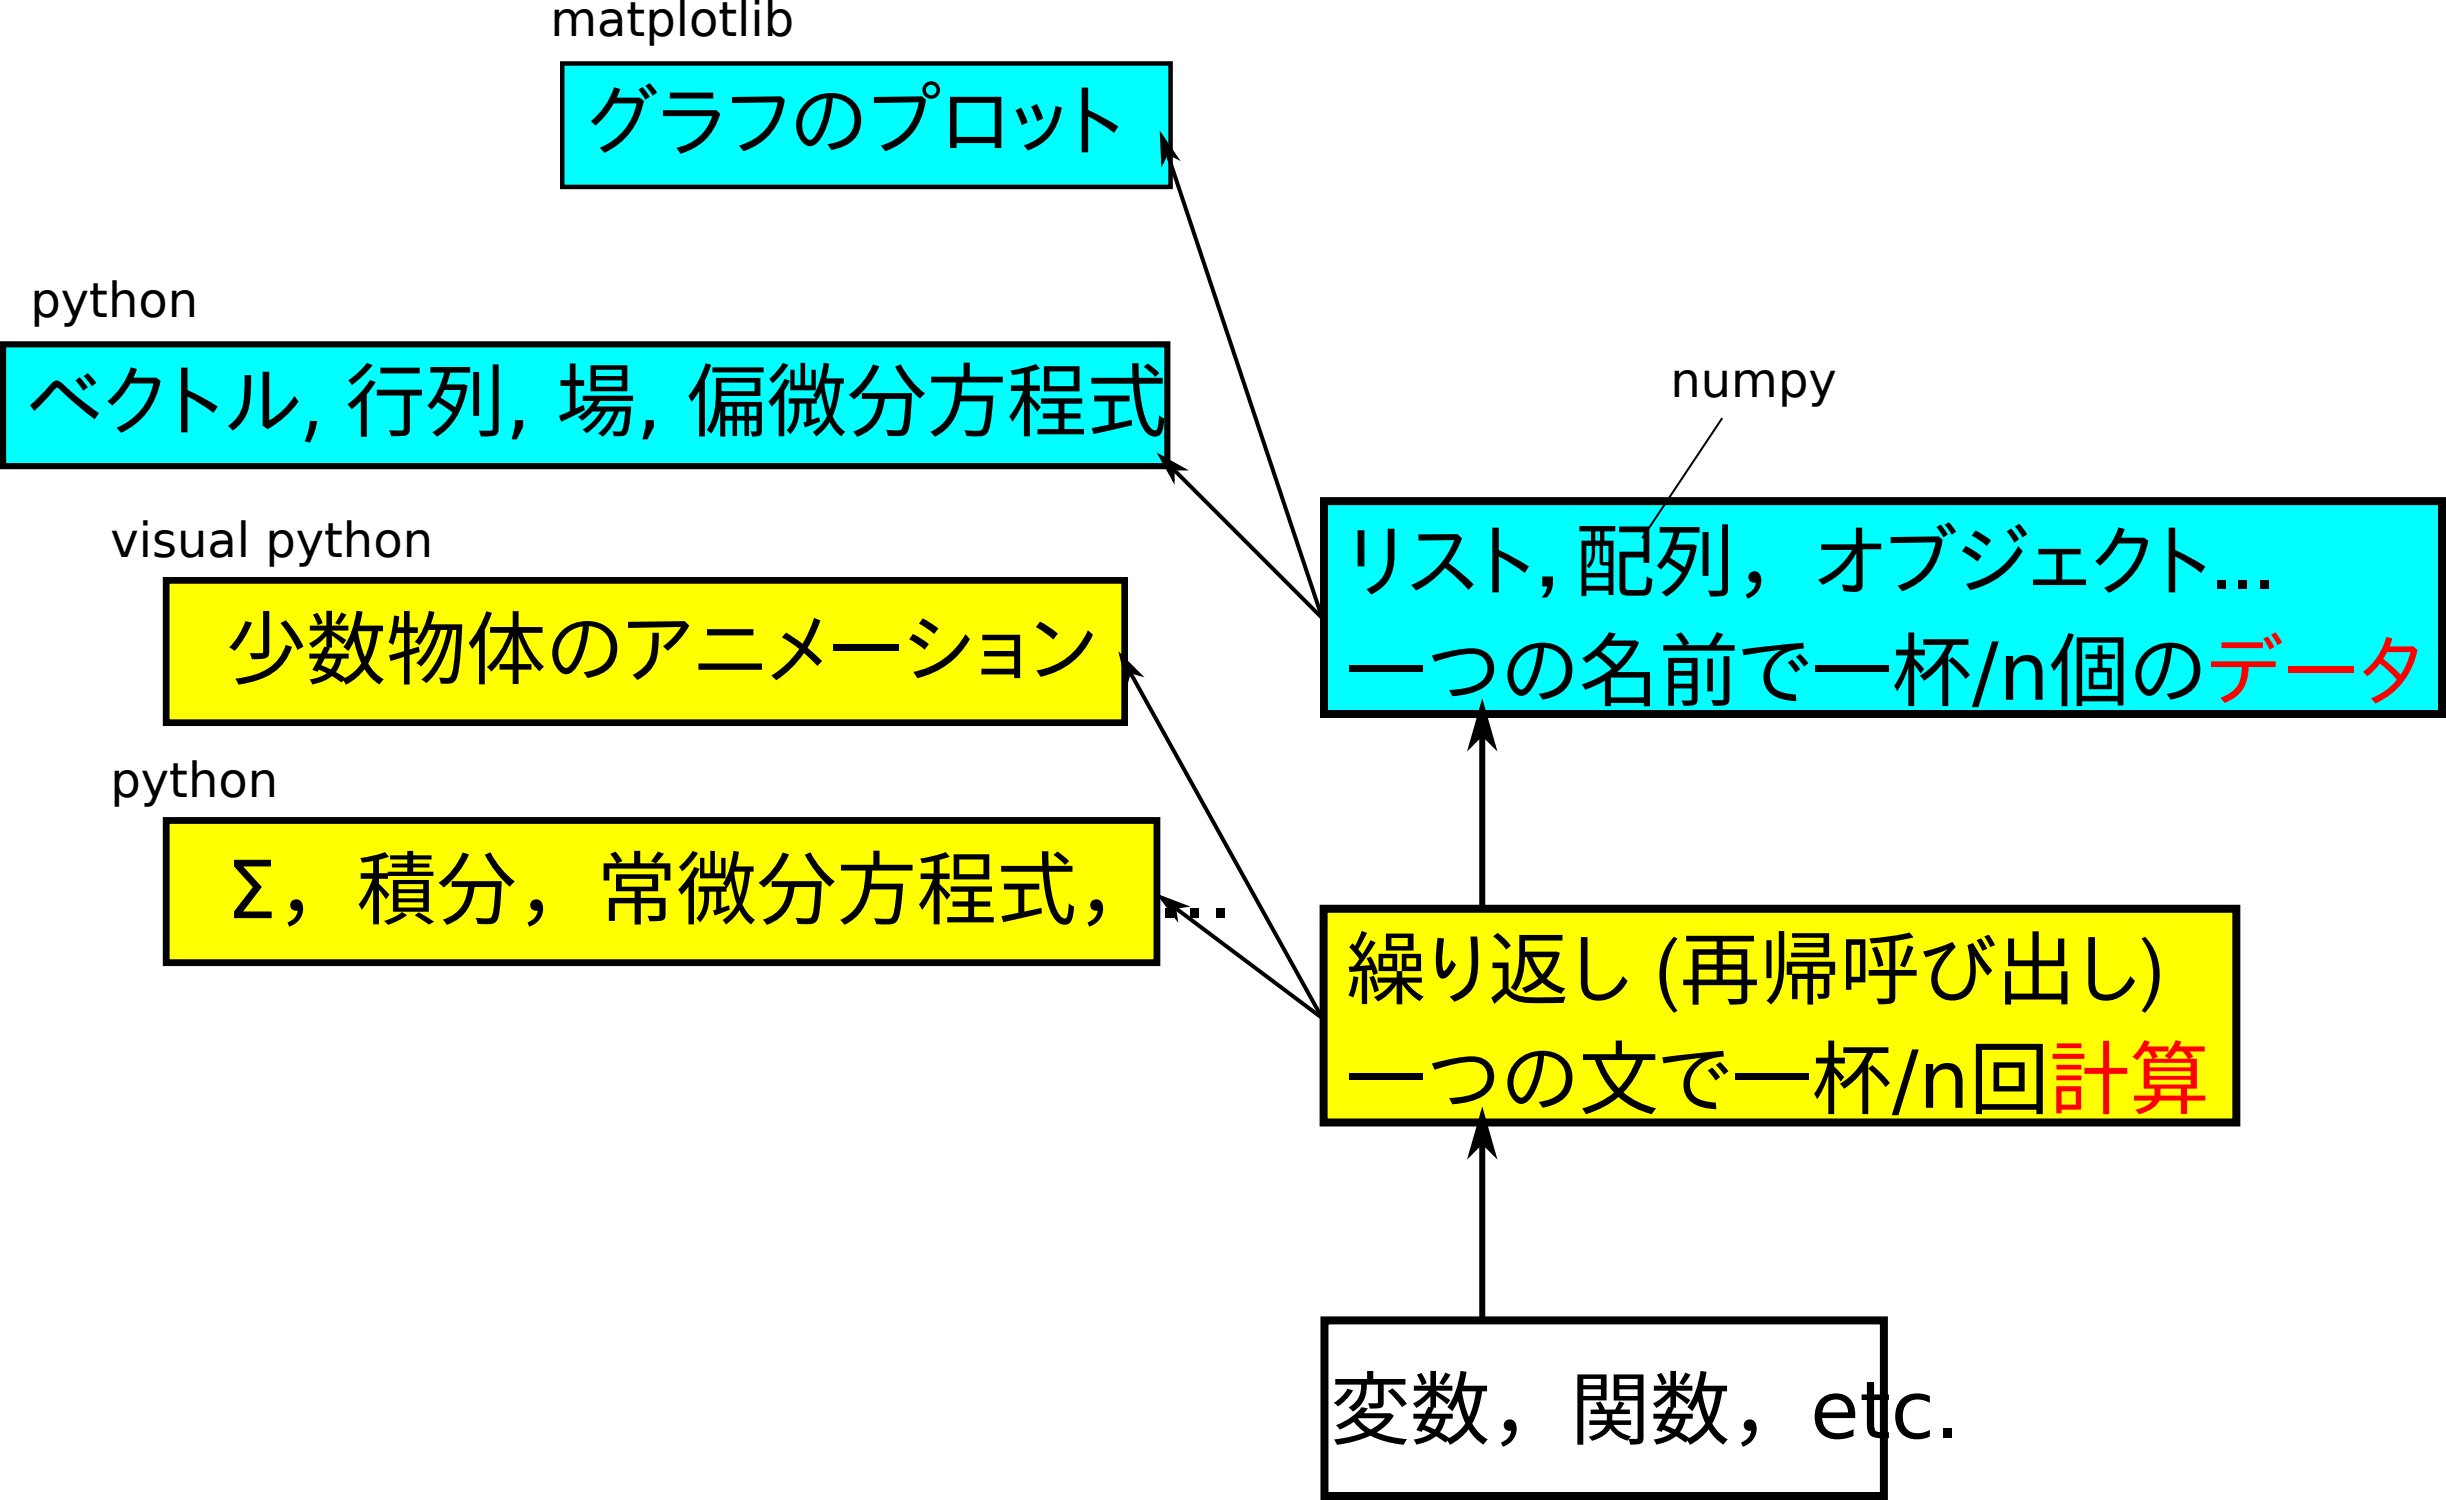 matplotlib
グラフのプロット
python
ベクトル, 行列, 場, 偏微分方程式
numpy
visual python
リスト, 配列，オブジェクト...
少数物体のアニメーション
一つの名前で一杯/n個のデータ
python
Σ，積分，常微分方程式，...
繰り返し (再帰呼び出し)
一つの文で一杯/n回計算
変数，関数，etc.